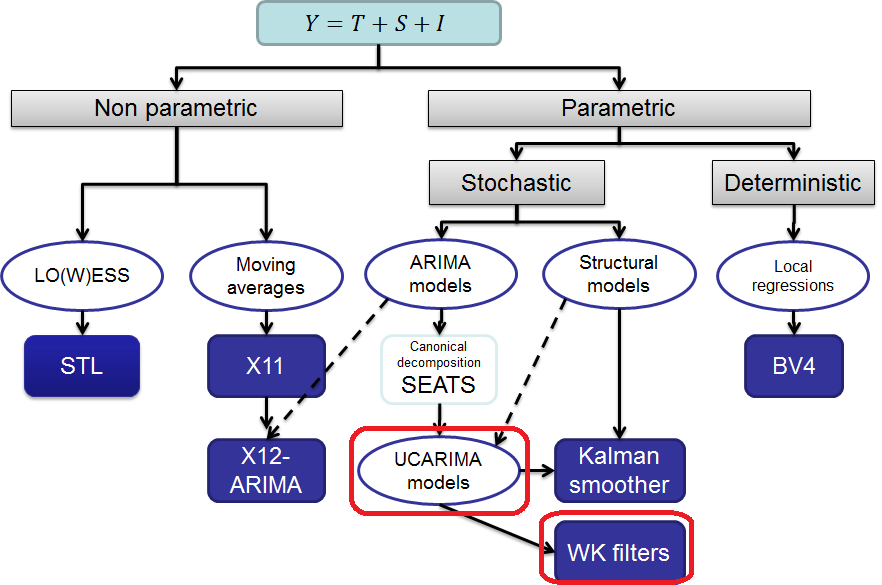 Y = T + S + I
Non parametric
Parametric
Stochastic
Deterministic
LO(W)ESS
Moving
averages
ARIMA
models
Structural
models
Local
regressions
STL
X11
Canonical
decomposition
SEATS
BV4
X12-
ARIMA
UCARIMA
models
Kalman
smoother
WK filters